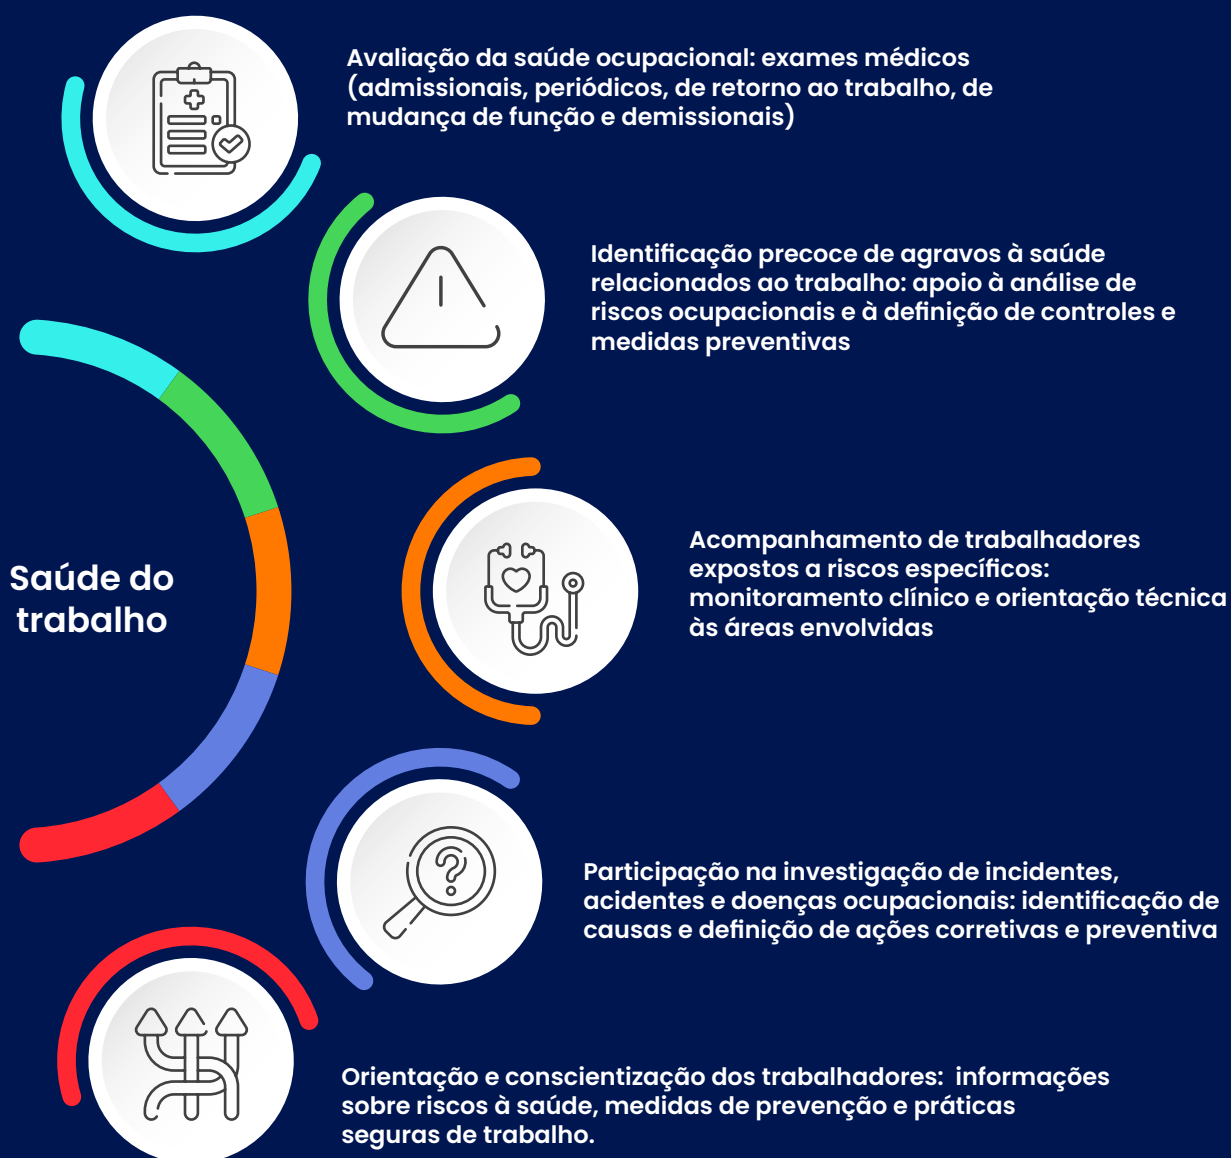 Avaliação da saúde ocupacional: exames médicos
(admissionais, periódicos, de retorno ao trabalho, de
mudança de função e demissionais)
Identificação precoce de agravos à saúde
relacionados ao trabalho: apoio à análise de
riscos ocupacionais e à definição de controles e
medidas preventivas
Saúde do
trabalho
Acompanhamento de trabalhadores
expostos a riscos específicos:
monitoramento clínico e orientação técnica
às áreas envolvidas
Participação na investigação de incidentes,
acidentes e doenças ocupacionais: identificação de
causas e definição de ações corretivas e preventiva
Orientação e conscientização dos trabalhadores:  informações
sobre riscos à saúde, medidas de prevenção e práticas
seguras de trabalho.